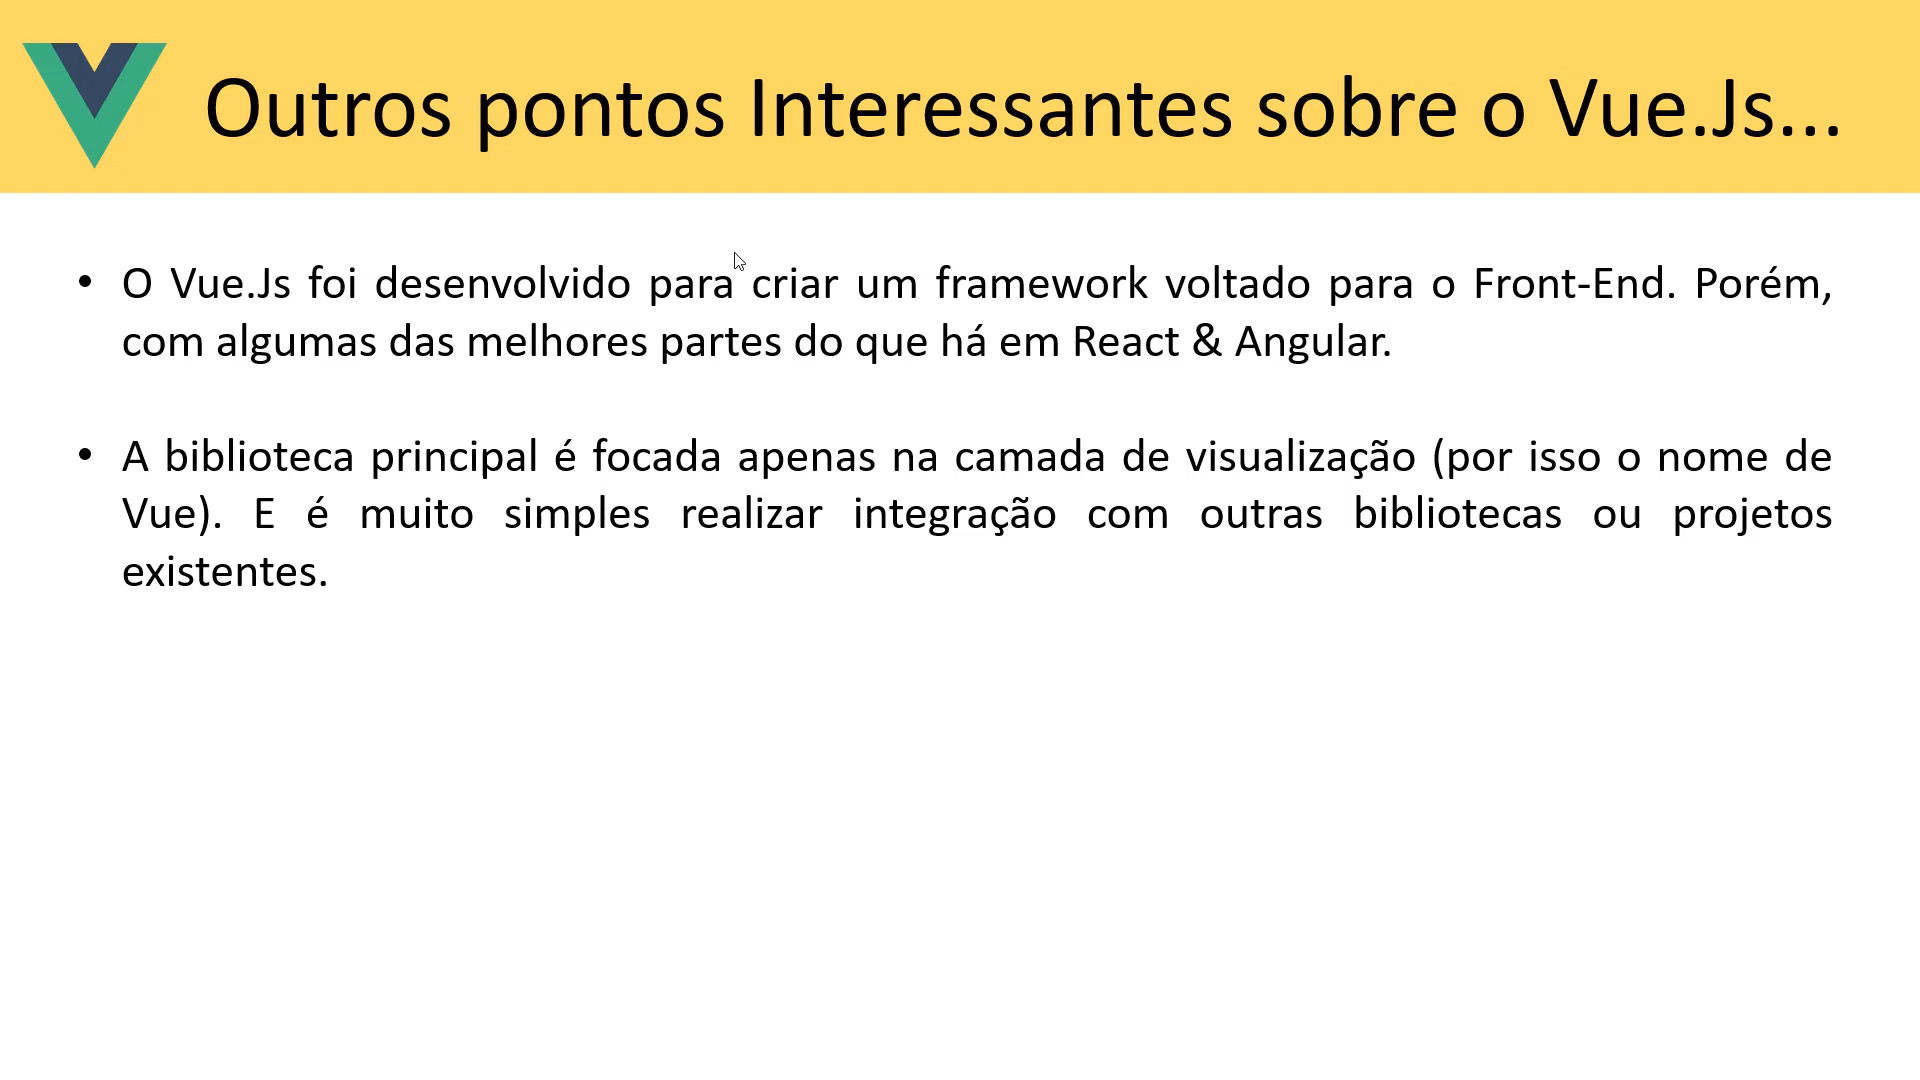 Outros pontos Interessantes sobre o Vue.Js...
• O Vue.Js foi desenvolvido para criar um framework voltado para o Front-End. Porém,
com algumas das melhores partes do que há em React & Angular.
• A biblioteca principal é focada apenas na camada de visualização (por isso o nome de
Vue). E é muito simples realizar integração com outras bibliotecas ou projetos
existentes.